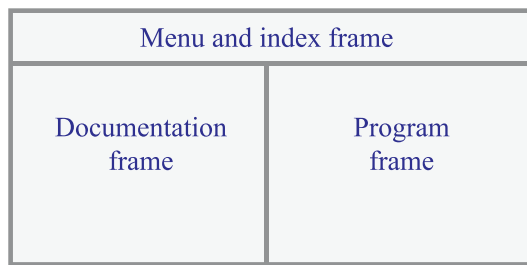 Menu and index frame
Documentation
frame
Program
frame